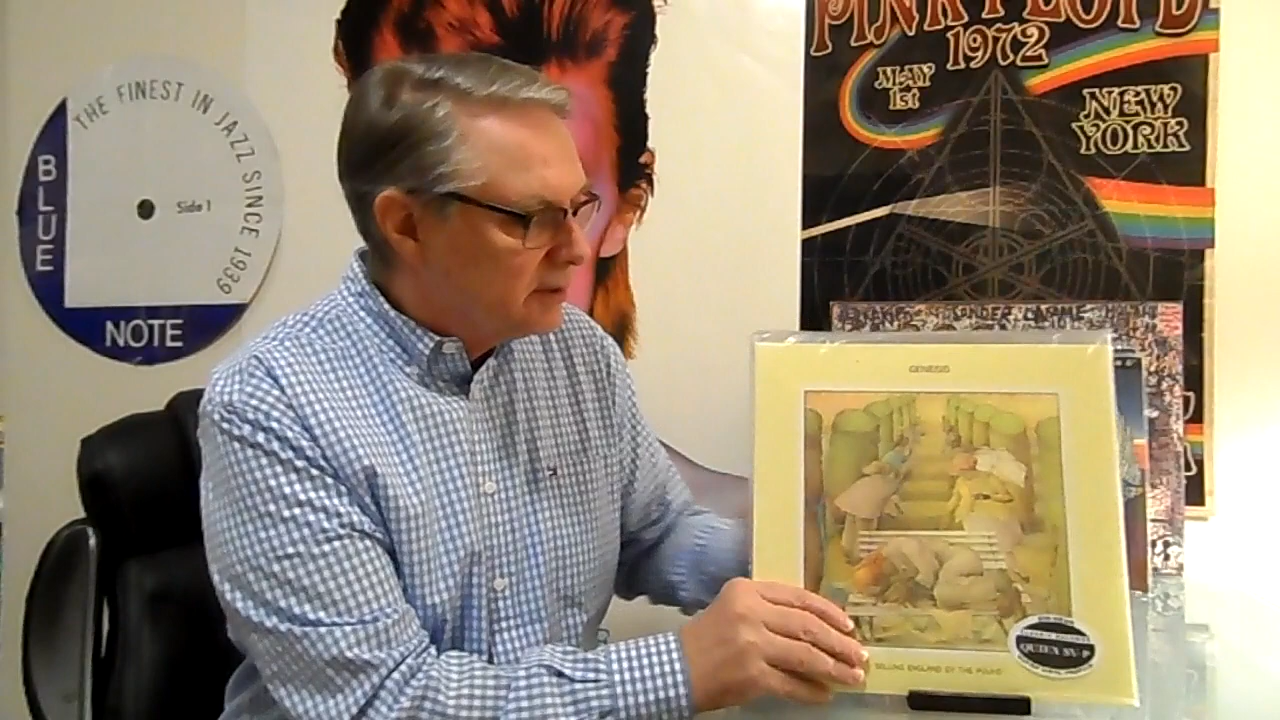 THE FINEST IN JAZZ SINCE 1939
BLUE
Side 1
NOTE
PINK FLOYD
1972
MAY
1st
NEW
YORK
GENESIS
SELLING ENGLAND BY THE POUND
QUIEX SV-P